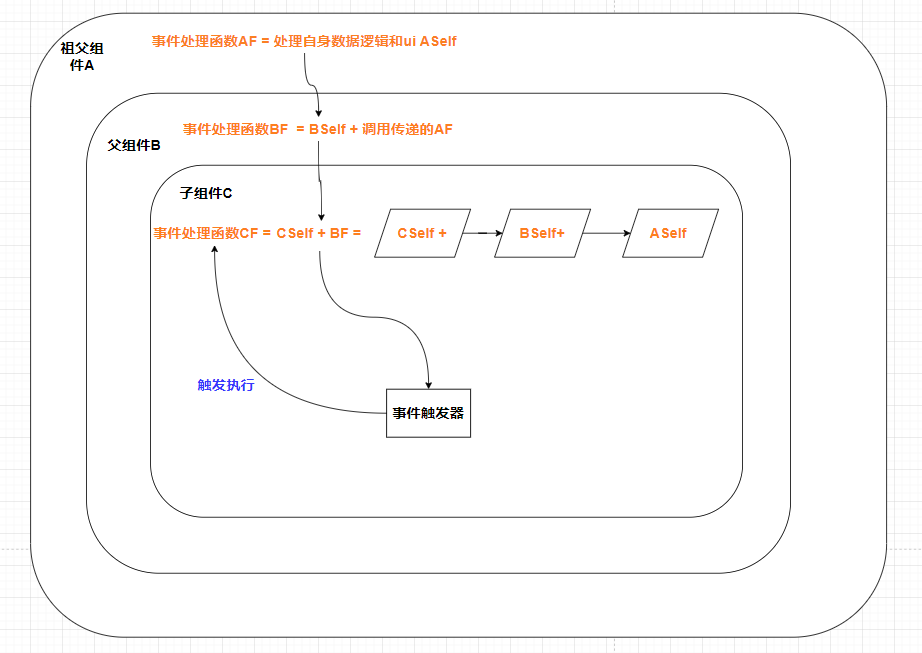 事件处理函数AF = 处理自身数据逻辑和ui ASelf
祖父组
件A
事件处理函数BF = BSelf + 调用传递的AF
父组件B
子组件C
事件处理函数CF = CSelf + BF =
CSelf +
BSelf+
ASelf
触发执行
事件触发器